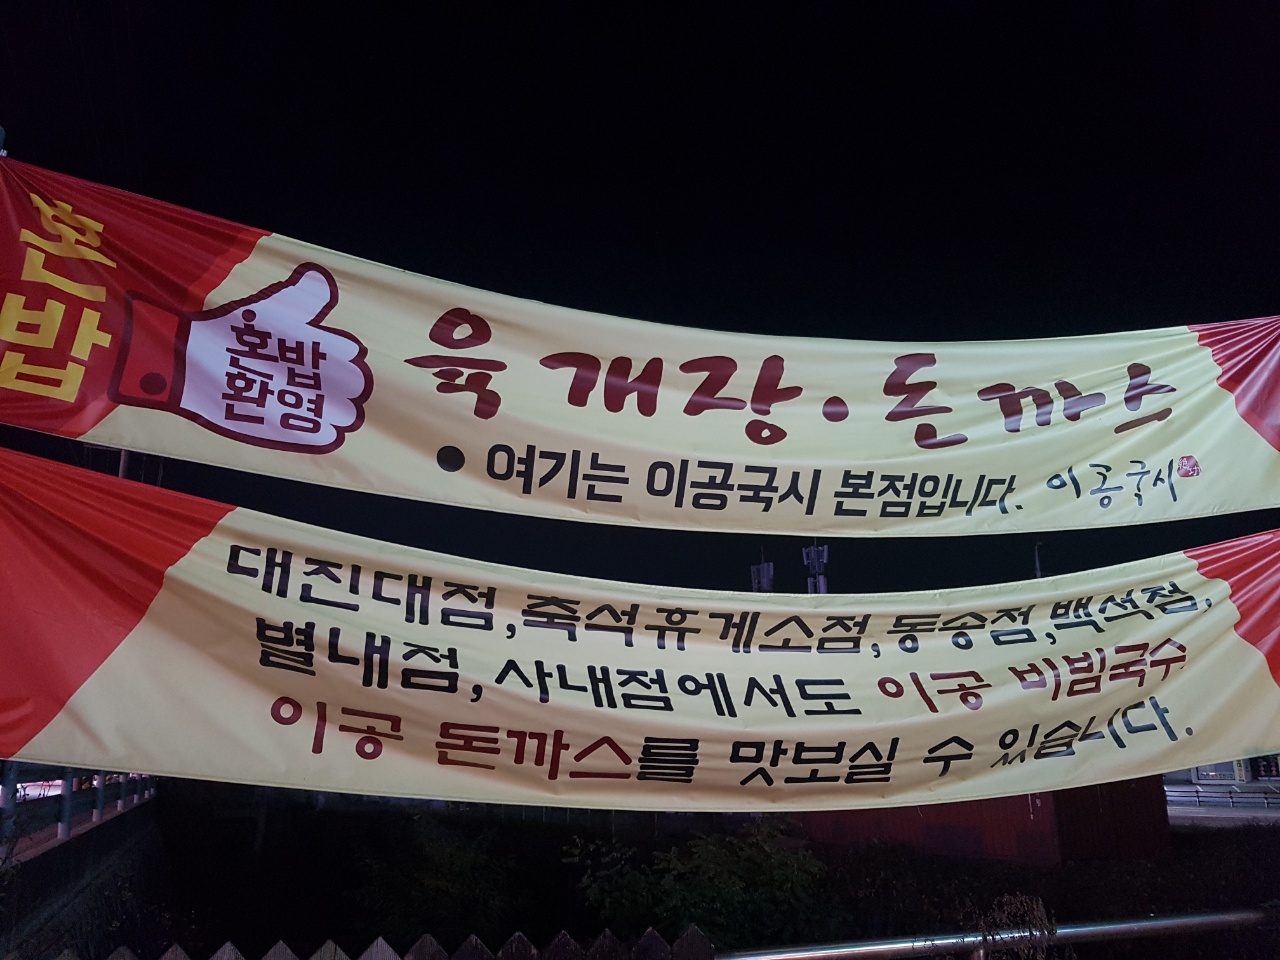 혼밥
혼밥
환영
육개장·돈까스
● 여기는 이공국시 본점입니다. 이공국시
대진대점,축석휴게소점,동송점,백석점,
별내점,사내점에서도 이공 비빔국수
이공 돈까스를 맛보실 수 있습니다.